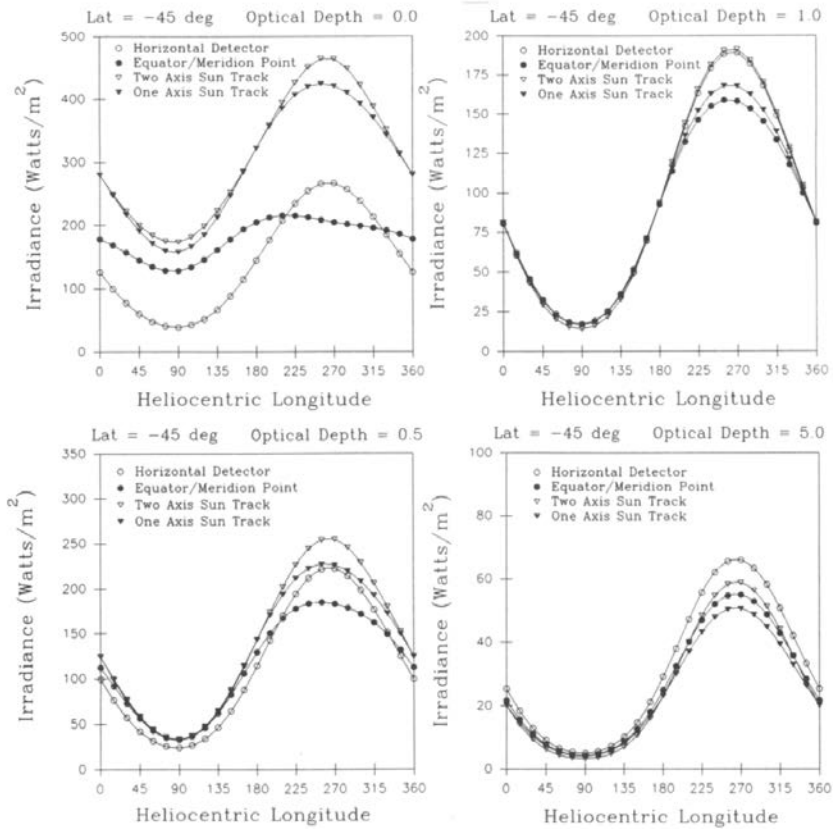 Lat = −45 deg Optical Depth = 0.0
500
400
300
200
100
0
Irradiance (Watts/m²)
Horizontal Detector
Equator/Meridion Point
Two Axis Sun Track
One Axis Sun Track
0 45 90 135 180 225 270 315 360
Heliocentric Longitude
Lat = −45 deg Optical Depth = 1.0
200
175
150
125
100
75
50
25
0
Irradiance (Watts/m²)
Horizontal Detector
Equator/Meridion Point
Two Axis Sun Track
One Axis Sun Track
0 45 90 135 180 225 270 315 360
Heliocentric Longitude
Lat = −45 deg Optical Depth = 0.5
350
300
250
200
150
100
50
0
Irradiance (Watts/m²)
Horizontal Detector
Equator/Meridion Point
Two Axis Sun Track
One Axis Sun Track
0 45 90 135 180 225 270 315 360
Heliocentric Longitude
Lat = −45 deg Optical Depth = 5.0
100
80
60
40
20
0
Irradiance (Watts/m²)
Horizontal Detector
Equator/Meridion Point
Two Axis Sun Track
One Axis Sun Track
0 45 90 135 180 225 270 315 360
Heliocentric Longitude